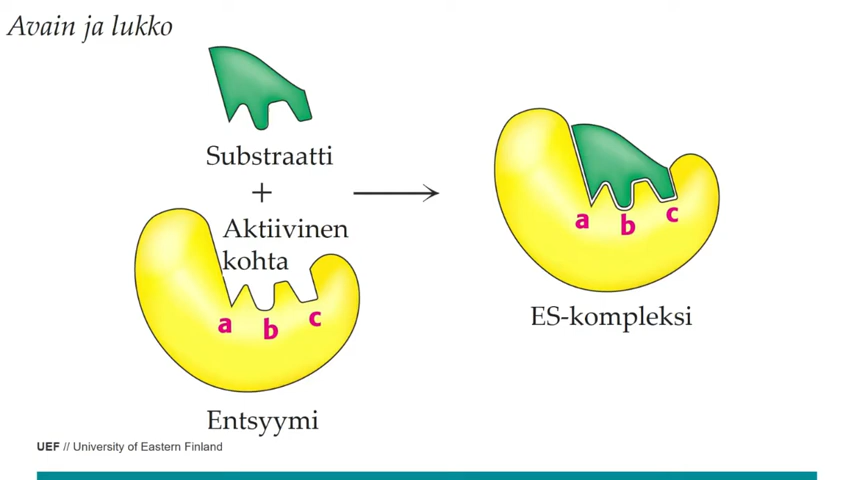 Avain ja lukko
Substraatti
+
Aktiivinen
kohta
a
b
c
Entsyymi
a
b
c
ES-kompleksi
UEF // University of Eastern Finland